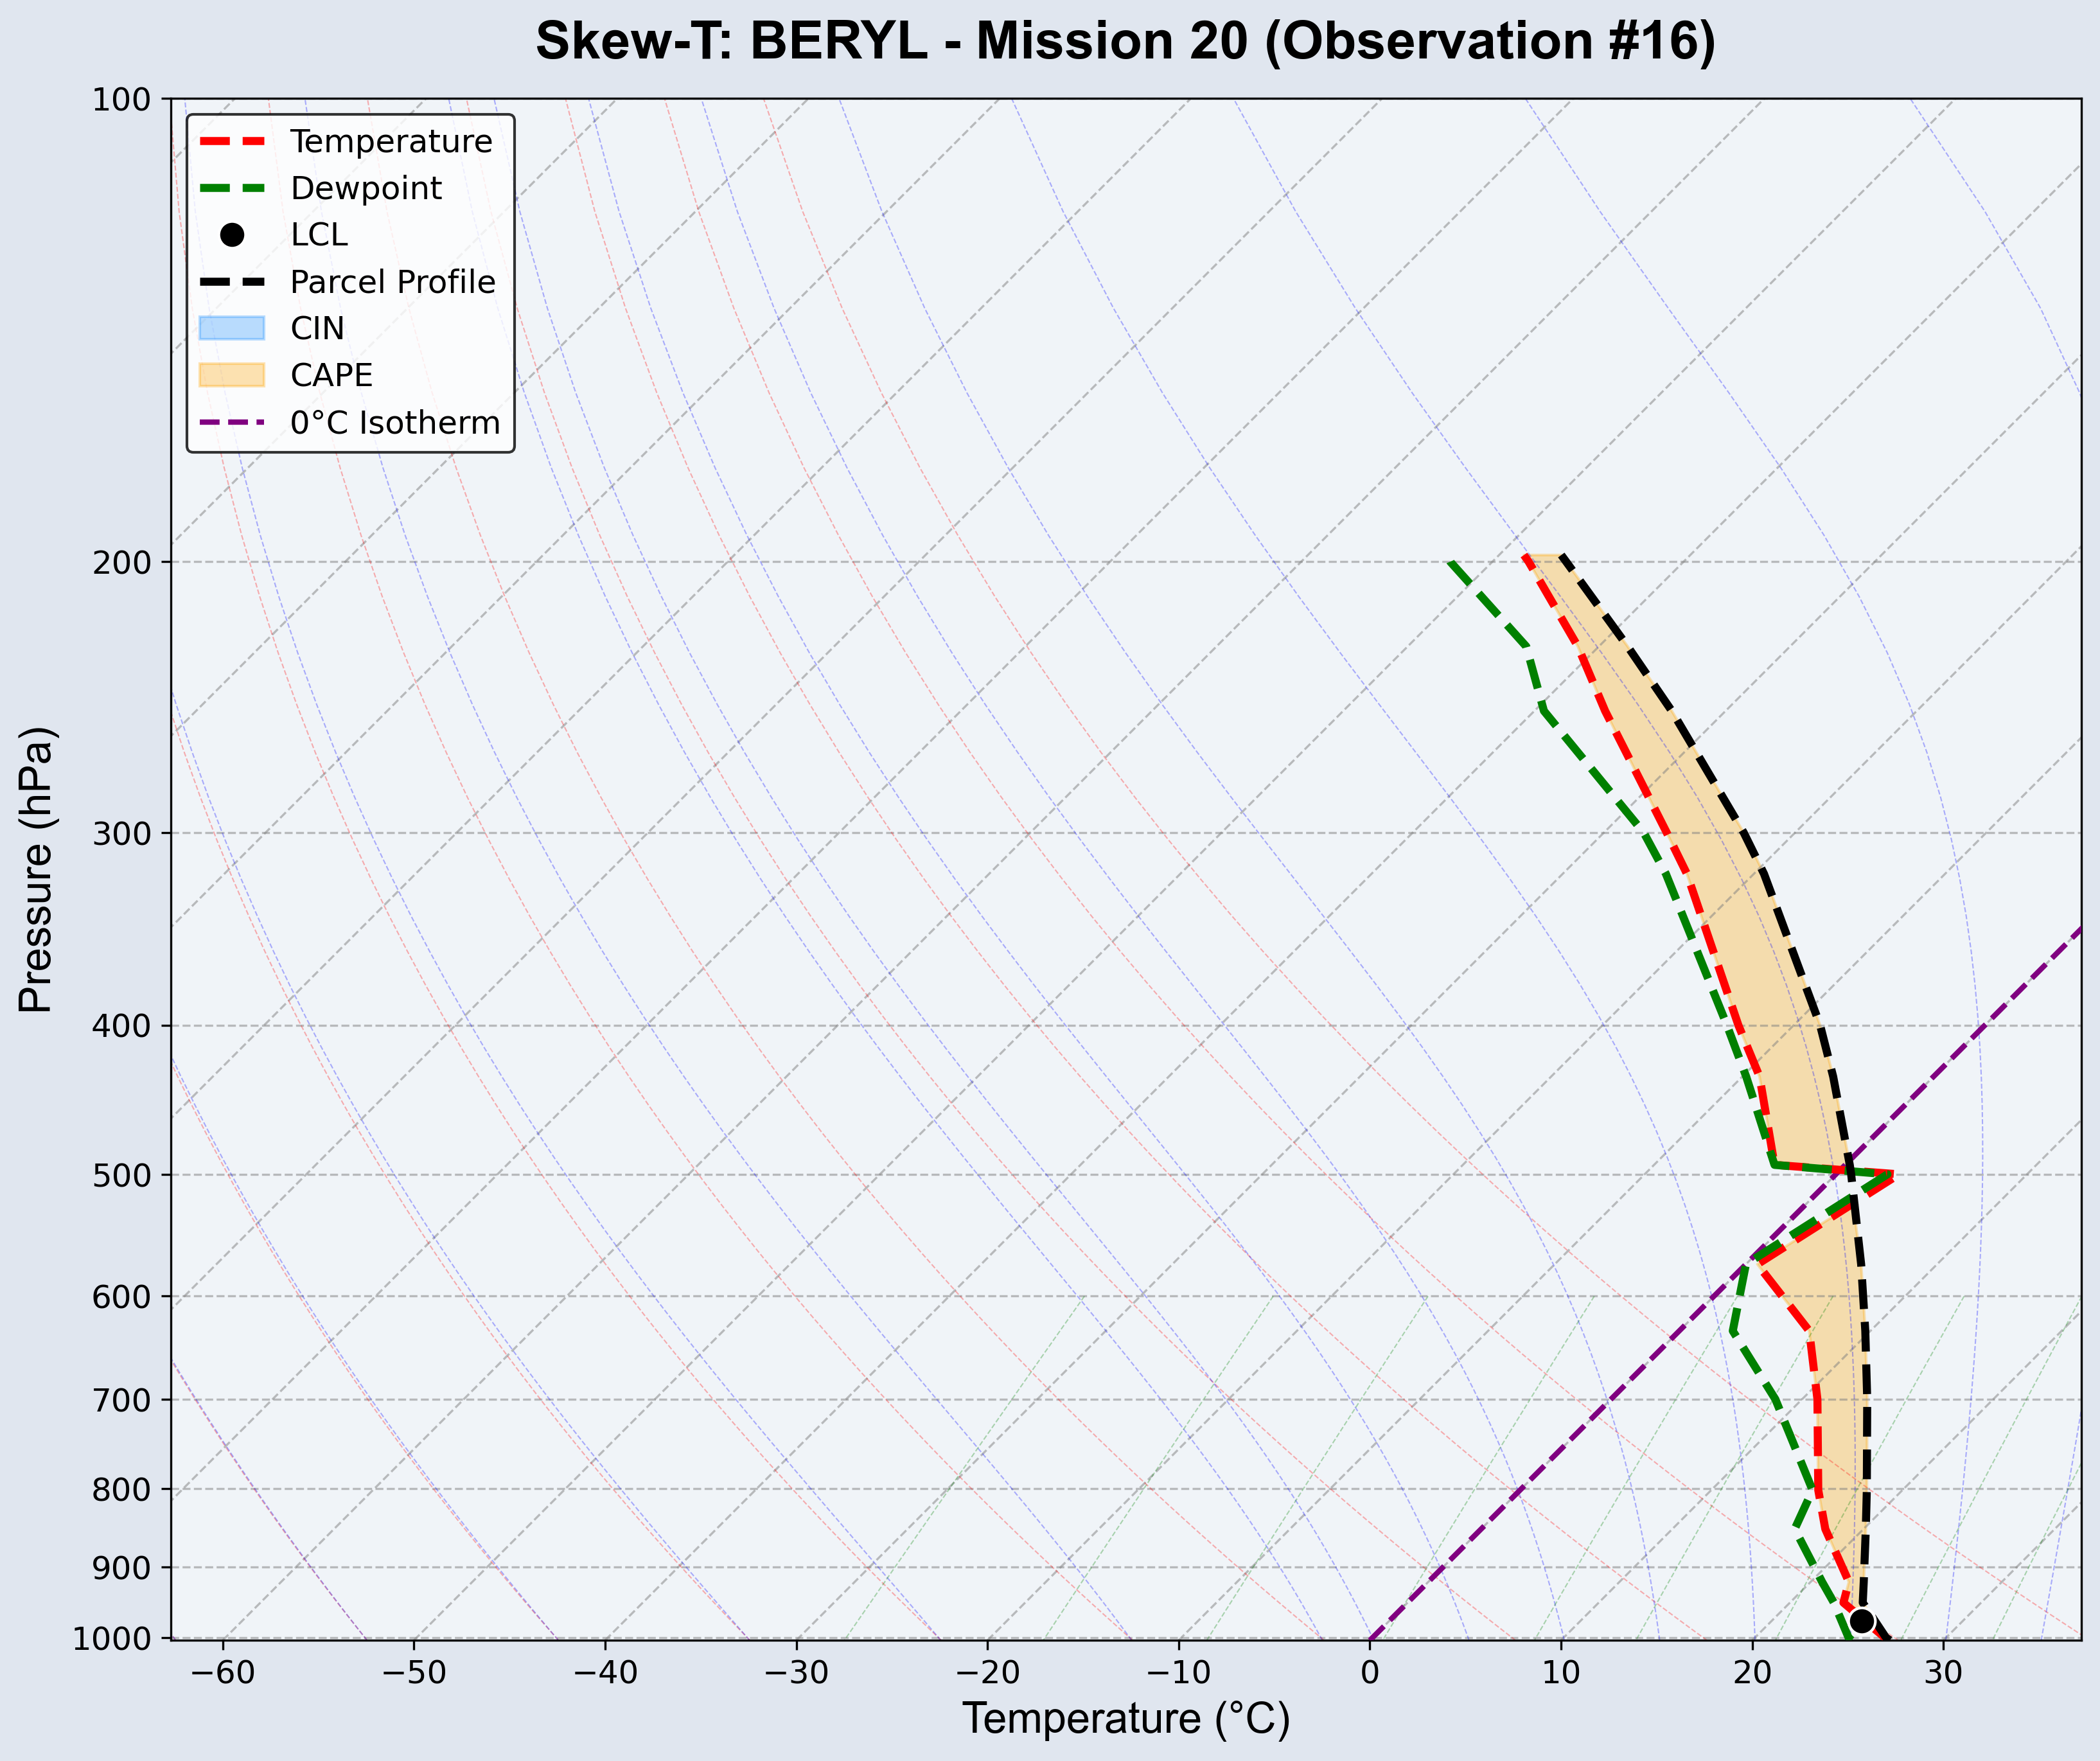 Skew-T: BERYL - Mission 20 (Observation #16)
Temperature
Dewpoint
LCL
Parcel Profile
CIN
CAPE
0°C Isotherm
Pressure (hPa)
100
200
300
400
500
600
700
800
900
1000
−60 −50 −40 −30 −20 −10 0 10 20 30
Temperature (°C)